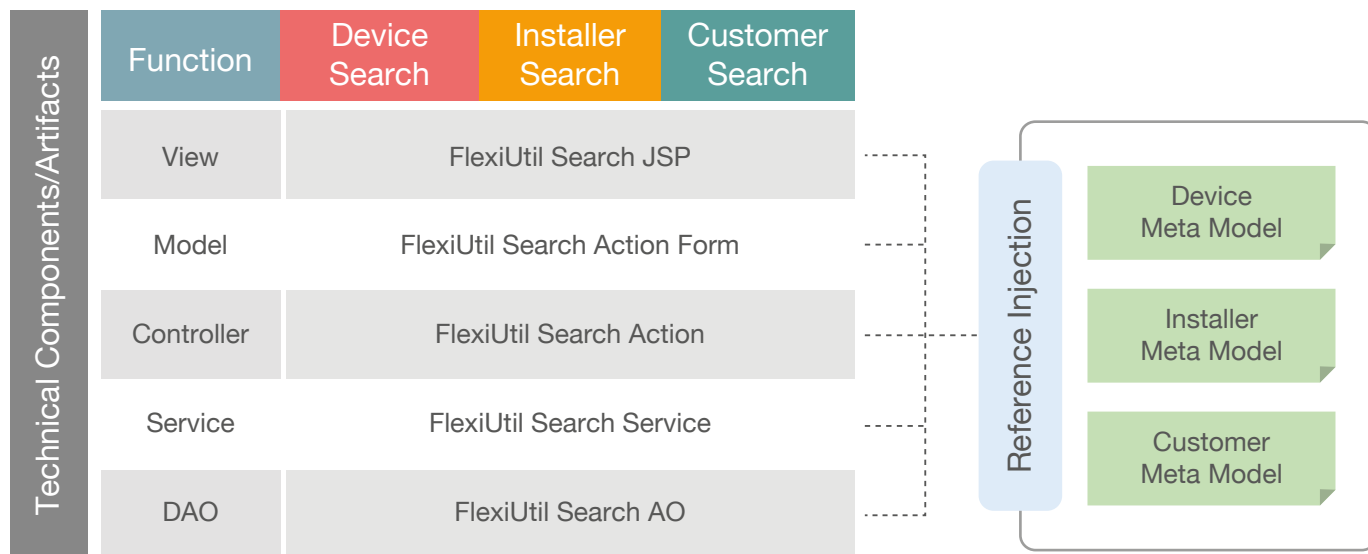 Technical Components/Artifacts
Function
Device
Search
Installer
Search
Customer
Search
View
FlexiUtil Search JSP
Model
FlexiUtil Search Action Form
Controller
FlexiUtil Search Action
Service
FlexiUtil Search Service
DAO
FlexiUtil Search AO
Reference Injection
Device
Meta Model
Installer
Meta Model
Customer
Meta Model